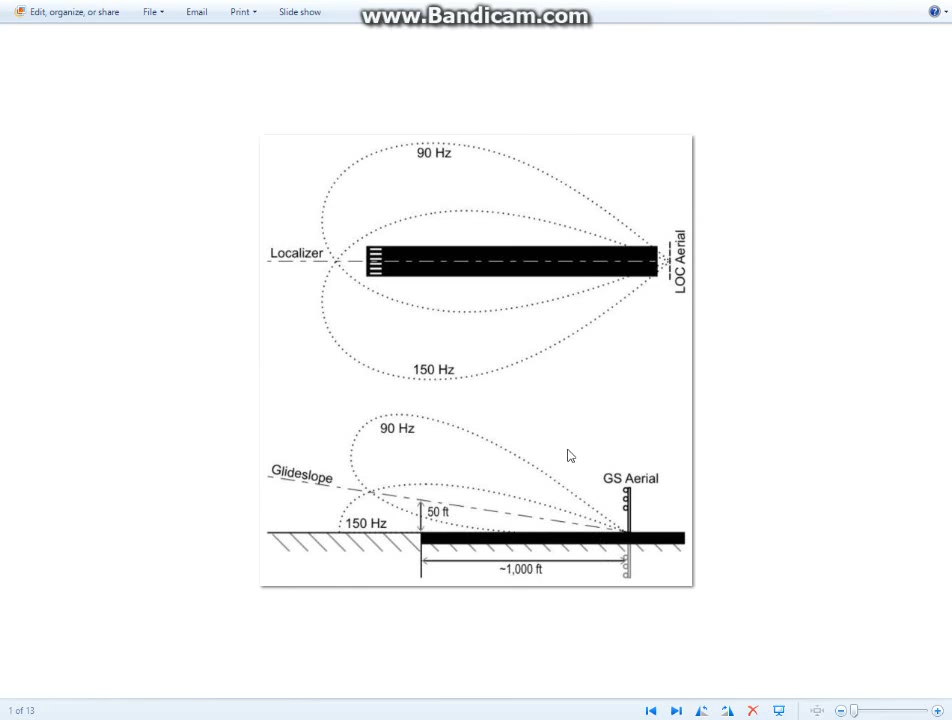 Edit, organize, or share File Email Print Slide show
www.Bandicam.com
90 Hz
Localizer
LOC Aerial
150 Hz
90 Hz
Glideslope
GS Aerial
50 ft
150 Hz
~1,000 ft
1 of 13